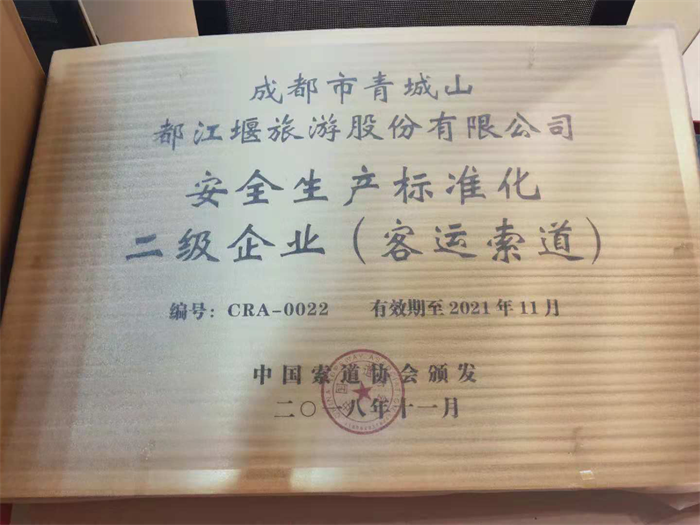 成都市青城山
都江堰旅游股份有限公司
安全生产标准化
二级企业（客运索道）
编号：CRA-0022 有效期至2021年11月
中国索道协会颁发
二〇一八年十一月